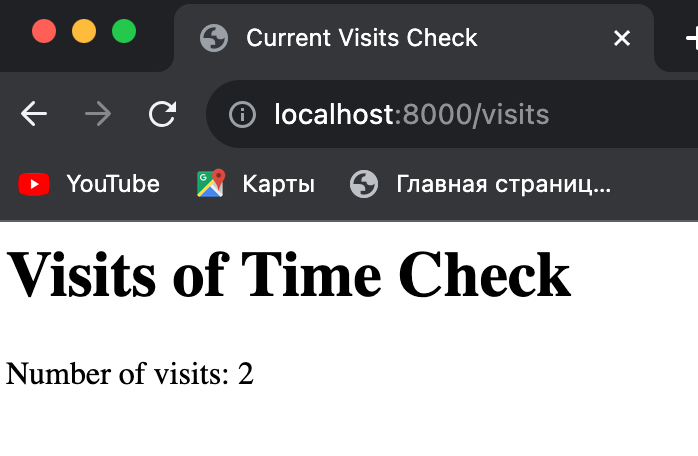 Current Visits Check
localhost:8000/visits
YouTube Карты Главная страниц...
Visits of Time Check
Number of visits: 2